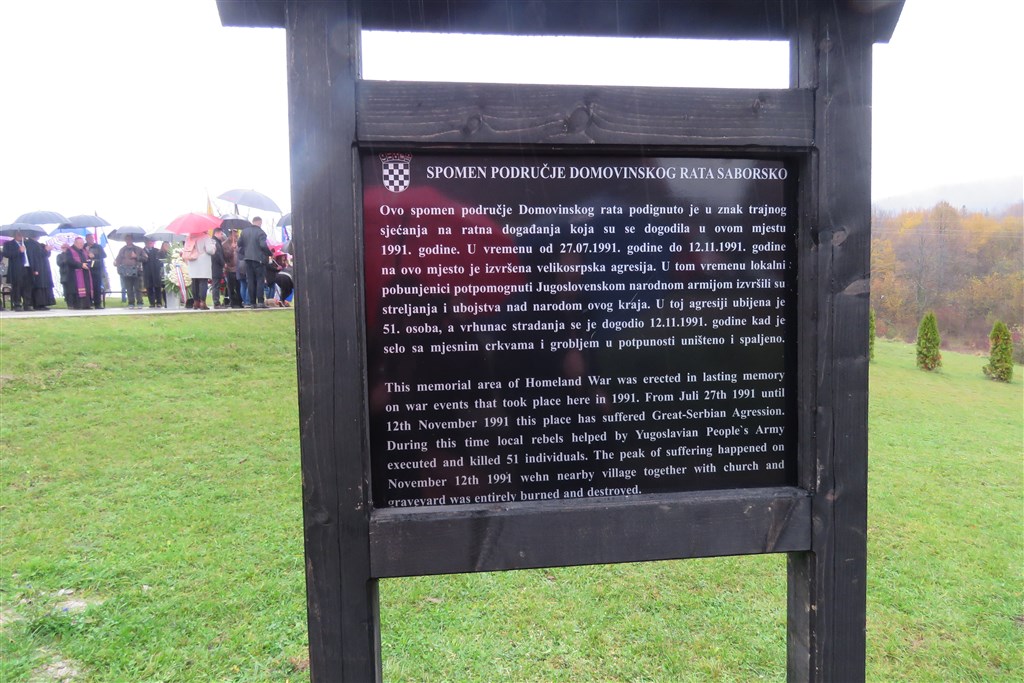 SPOMEN PODRUČJE DOMOVINSKOG RATA SABORSKO
Ovo spomen područje Domovinskog rata podignuto je u znak trajnog
sjećanja na ratna događanja koja su se dogodila u ovom mjestu
1991. godine. U vremenu od 27.07.1991. godine do 12.11.1991. godine
na ovo mjesto je izvršena velikosrpska agresija. U tom vremenu lokalni
pobunjenici potpomognuti Jugoslovenskom narodnom armijom izvršili su
streljanja i ubojstva nad narodom ovog kraja. U toj agresiji ubijena je
51. osoba, a vrhunac stradanja se je dogodio 12.11.1991. godine kad je
selo sa mjesnim crkvama i grobljem u potpunosti uništeno i spaljeno.
This memorial area of Homeland War was erected in lasting memory
on war events that took place here in 1991. From Juli 27th 1991 until
12th November 1991 this place has suffered Great-Serbian Agression.
During this time local rebels helped by Yugoslavian People`s Army
executed and killed 51 individuals. The peak of suffering happened on
November 12th 1991 wehn nearby village together with church and
graveyard was entirely burned and destroyed.